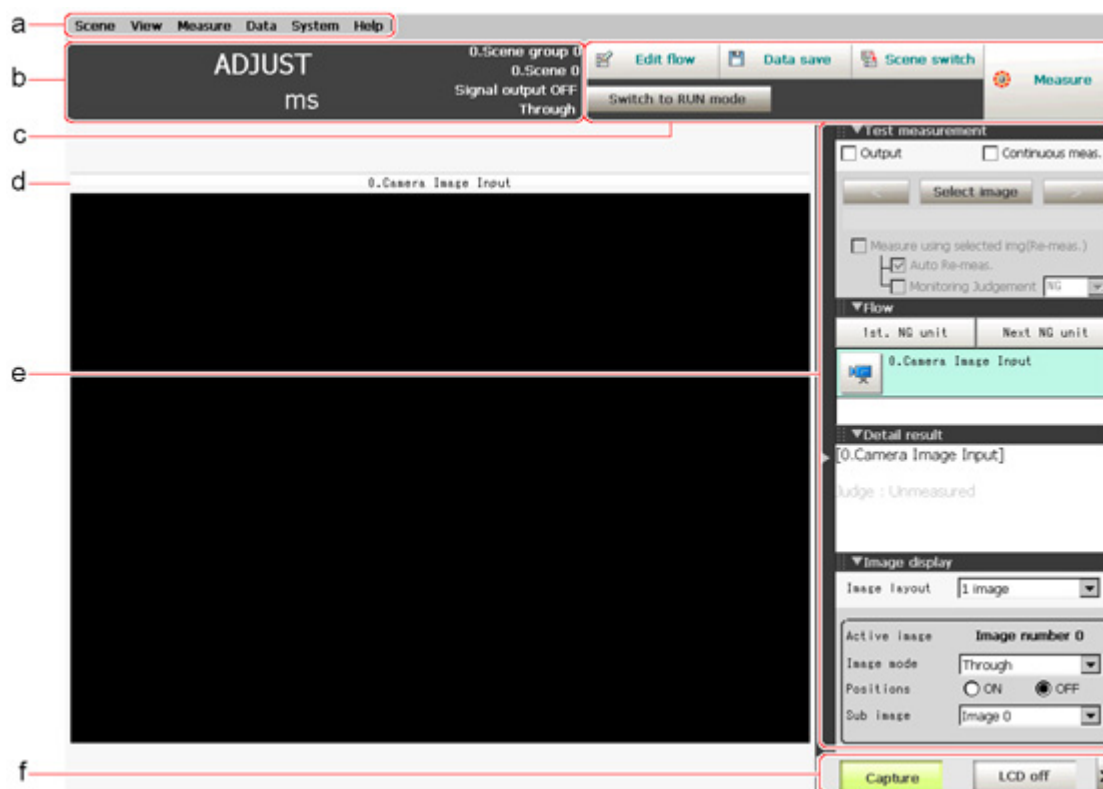 a
Scene View Measure Data System Help
b
ADJUST
ms
0.Scene group 0
0.Scene 0
Signal output OFF
Through
Edit flow
Data save
Scene switch
Measure
Switch to RUN mode
c
▼Test measurement
Output
Continuous meas.
d
0.Camera Image Input
< Select image >
Measure using selected img(Re-meas.)
Auto Re-meas.
Monitoring Judgement NG
▼Flow
1st. NG unit
Next NG unit
e
0.Camera Image Input
▼Detail result
[0.Camera Image Input]
Judge : Unmeasured
▼Image display
Image layout 1 image
Active image Image number 0
Image mode Through
Positions ON OFF
Sub image Image 0
f
Capture
LCD off